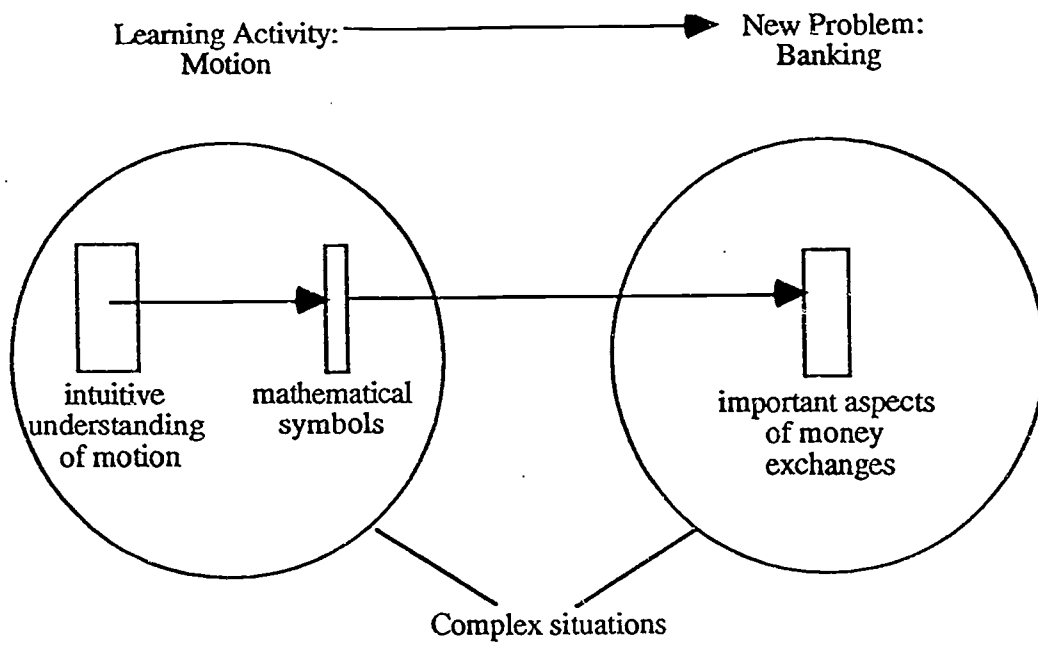 Learning Activity:
Motion
New Problem:
Banking
intuitive
understanding
of motion
mathematical
symbols
important aspects
of money
exchanges
Complex situations